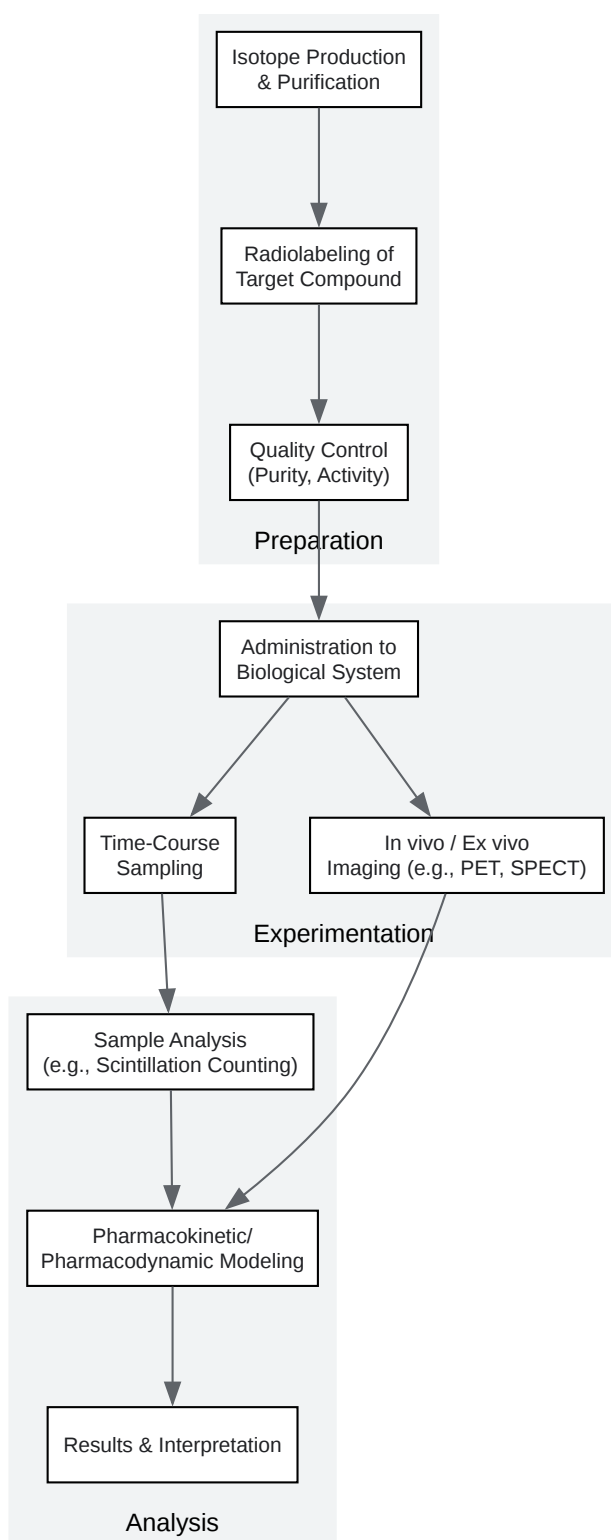 Isotope Production
& Purification
Radiolabeling of
Target Compound
Quality Control
(Purity, Activity)
Preparation
Administration to
Biological System
Time-Course
Sampling
In vivo / Ex vivo
Imaging (e.g., PET, SPECT)
Experimentation
Sample Analysis
(e.g., Scintillation Counting)
Pharmacokinetic/
Pharmacodynamic Modeling
Results & Interpretation
Analysis